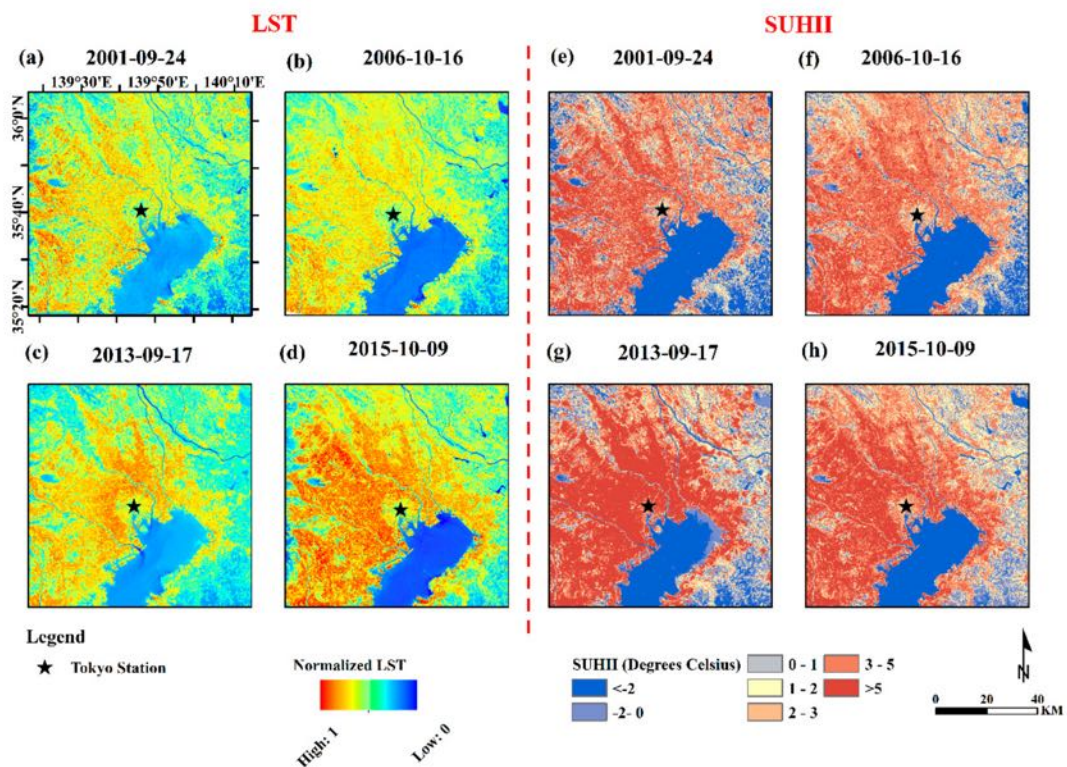 LST
SUHII
(a) 2001-09-24
(b) 2006-10-16
(e) 2001-09-24
(f) 2006-10-16
139°30'E 139°50'E 140°10'E
36°0'N
35°40'N
35°20'N
(c) 2013-09-17
(d) 2015-10-09
(g) 2013-09-17
(h) 2015-10-09
Legend
Tokyo Station
Normalized LST
High: 1
Low: 0
SUHII (Degrees Celsius)
<-2
-2- 0
0 - 1
1 - 2
2 - 3
3 - 5
>5
N
0 20 40
KM